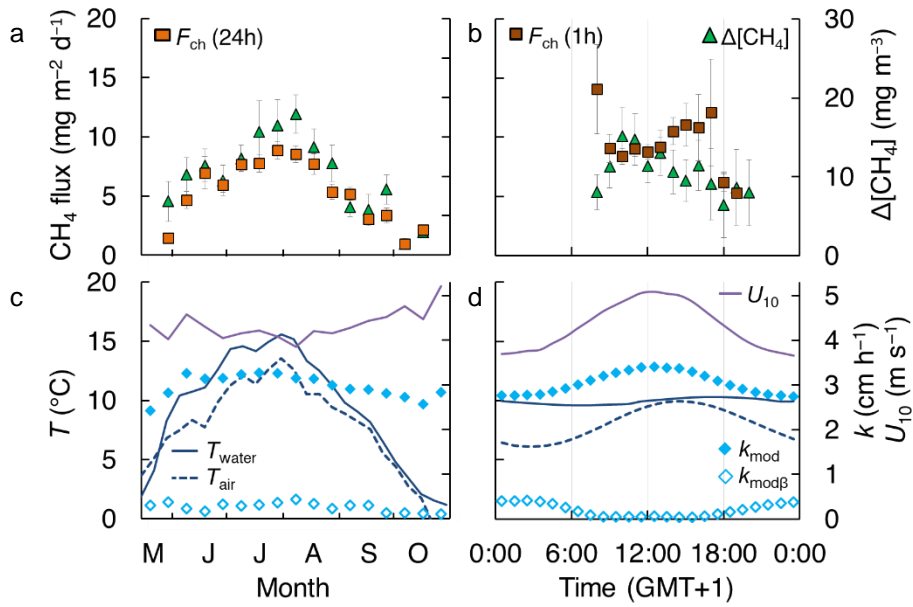 a
F_ch (24h)
20
15
10
5
0
CH₄ flux (mg m⁻² d⁻¹)
b
F_ch (1h)
Δ[CH₄]
30
20
10
0
Δ[CH₄] (mg m⁻³)
c
20
15
10
5
0
T (°C)
T_water
T_air
M J J A S O
Month
d
U₁₀
k_mod
k_modβ
5
4
3
2
1
0
k (cm h⁻¹)
U₁₀ (m s⁻¹)
0:00 6:00 12:00 18:00 0:00
Time (GMT+1)